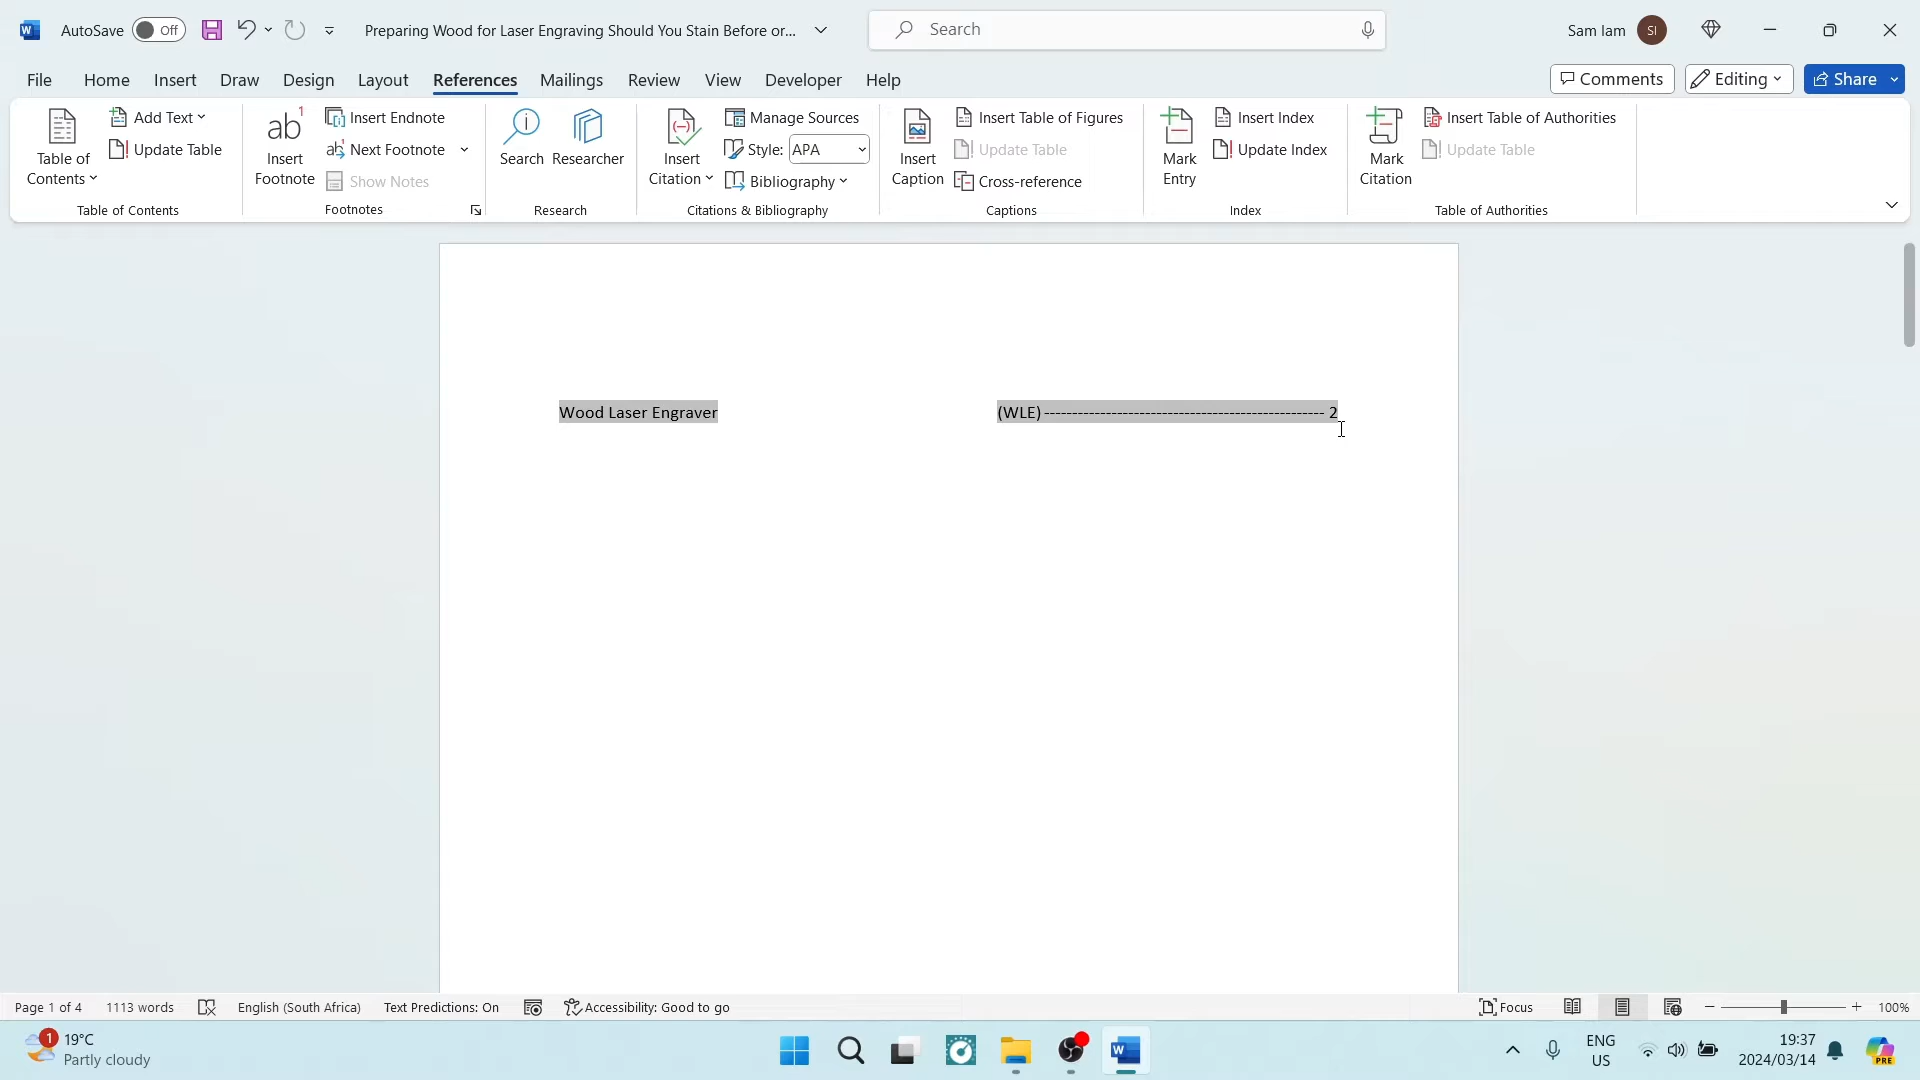 AutoSave Off Preparing Wood for Laser Engraving Should You Stain Before or... Search Sam Iam SI
File Home Insert Draw Design Layout References Mailings Review View Developer Help Comments Editing Share
Table of Contents
Add Text
Update Table
Table of Contents
ab 1
Insert Footnote
Insert Endnote
Next Footnote
Show Notes
Footnotes
Search
Researcher
Research
Insert Citation
Manage Sources
Style: APA
Bibliography
Citations & Bibliography
Insert Caption
Insert Table of Figures
Update Table
Cross-reference
Captions
Mark Entry
Insert Index
Update Index
Index
Mark Citation
Insert Table of Authorities
Update Table
Table of Authorities
Wood Laser Engraver (WLE) -------------------------------------------------- 2
Page 1 of 4 1113 words English (South Africa) Text Predictions: On Accessibility: Good to go Focus 100%
1 19°C
Partly cloudy
ENG
US
19:37
2024/03/14
PRE